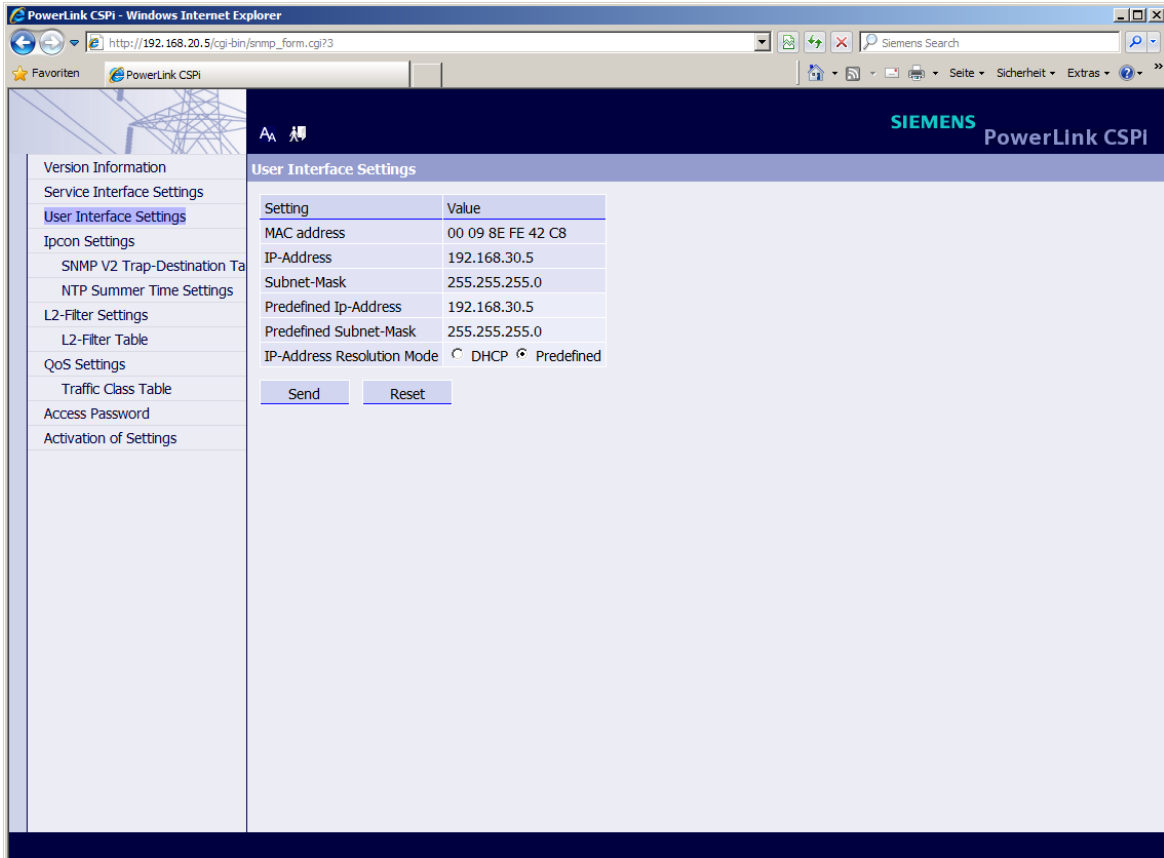 PowerLink CSPi - Windows Internet Explorer
http://192.168.20.5/cgi-bin/snmp_form.cgi?3
Siemens Search
Favoriten
PowerLink CSPi
Seite
Sicherheit
Extras
»
AA
SIEMENS
PowerLink CSPi
Version Information
Service Interface Settings
User Interface Settings
Ipcon Settings
SNMP V2 Trap-Destination Ta
NTP Summer Time Settings
L2-Filter Settings
L2-Filter Table
QoS Settings
Traffic Class Table
Access Password
Activation of Settings
User Interface Settings
Setting Value
MAC address 00 09 8E FE 42 C8
IP-Address 192.168.30.5
Subnet-Mask 255.255.255.0
Predefined Ip-Address 192.168.30.5
Predefined Subnet-Mask 255.255.255.0
IP-Address Resolution Mode DHCP Predefined
Send Reset